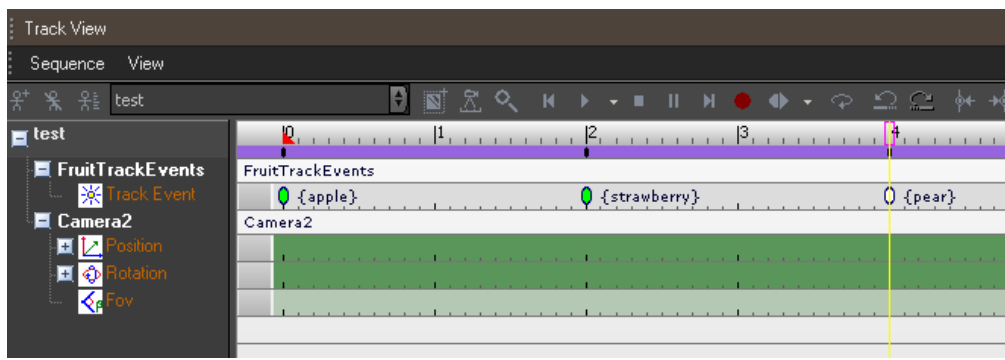 Track View
Sequence View
test
test
0 1 2 3 4
FruitTrackEvents
FruitTrackEvents
Track Event
{apple} {strawberry} {pear}
Camera2
Camera2
Position
Rotation
Fov